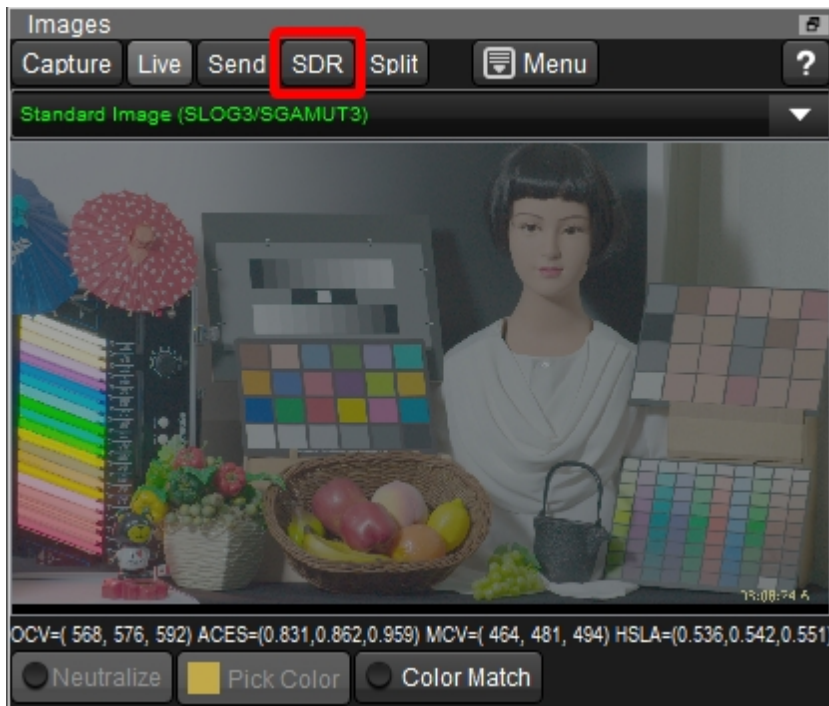 Images
Capture Live Send SDR Split Menu ?
Standard Image (SLOG3/SGAMUT3)
OCV=( 568, 576, 592) ACES=(0.831,0.862,0.959) MCV=( 464, 481, 494) HSLA=(0.536,0.542,0.551)
Neutralize Pick Color Color Match